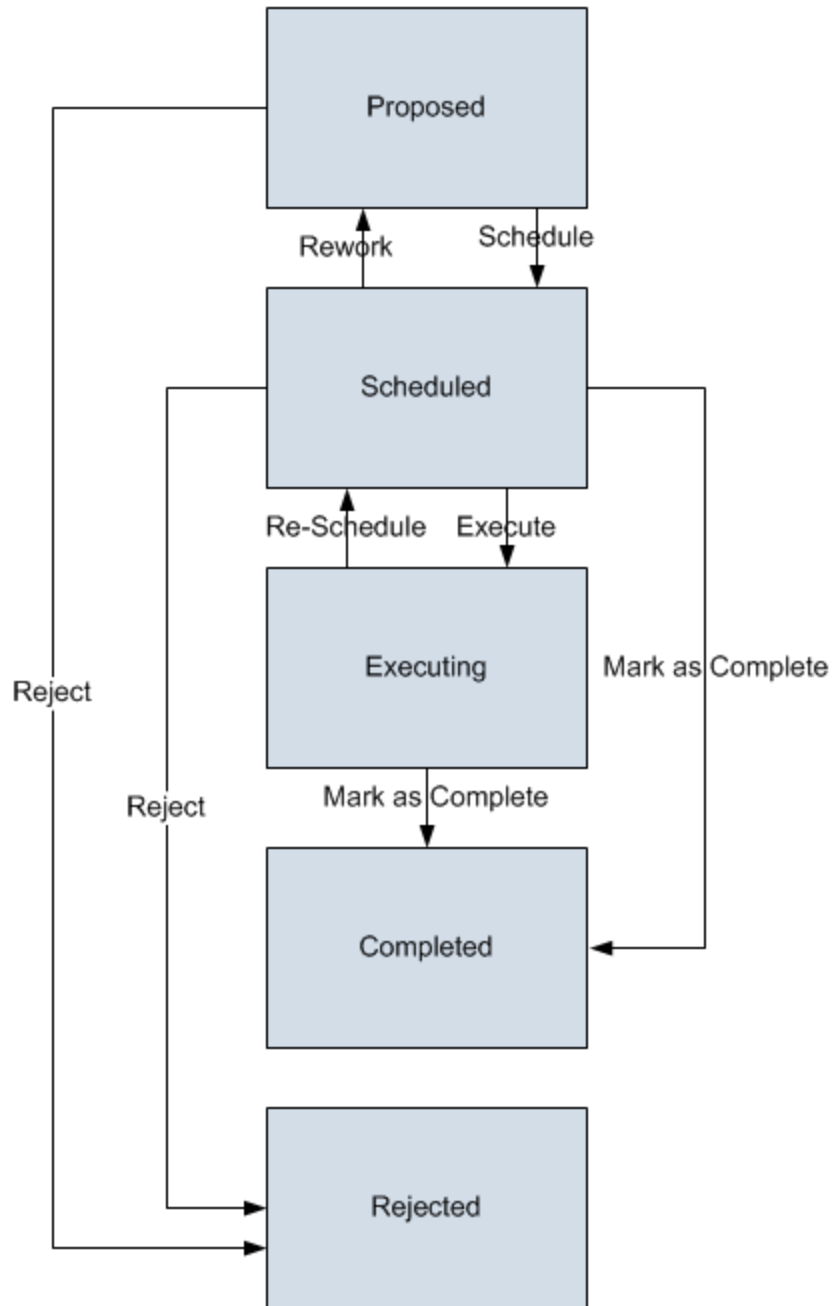 Proposed
Rework
Schedule
Scheduled
Re-Schedule
Execute
Executing
Mark as Complete
Reject
Mark as Complete
Reject
Completed
Rejected